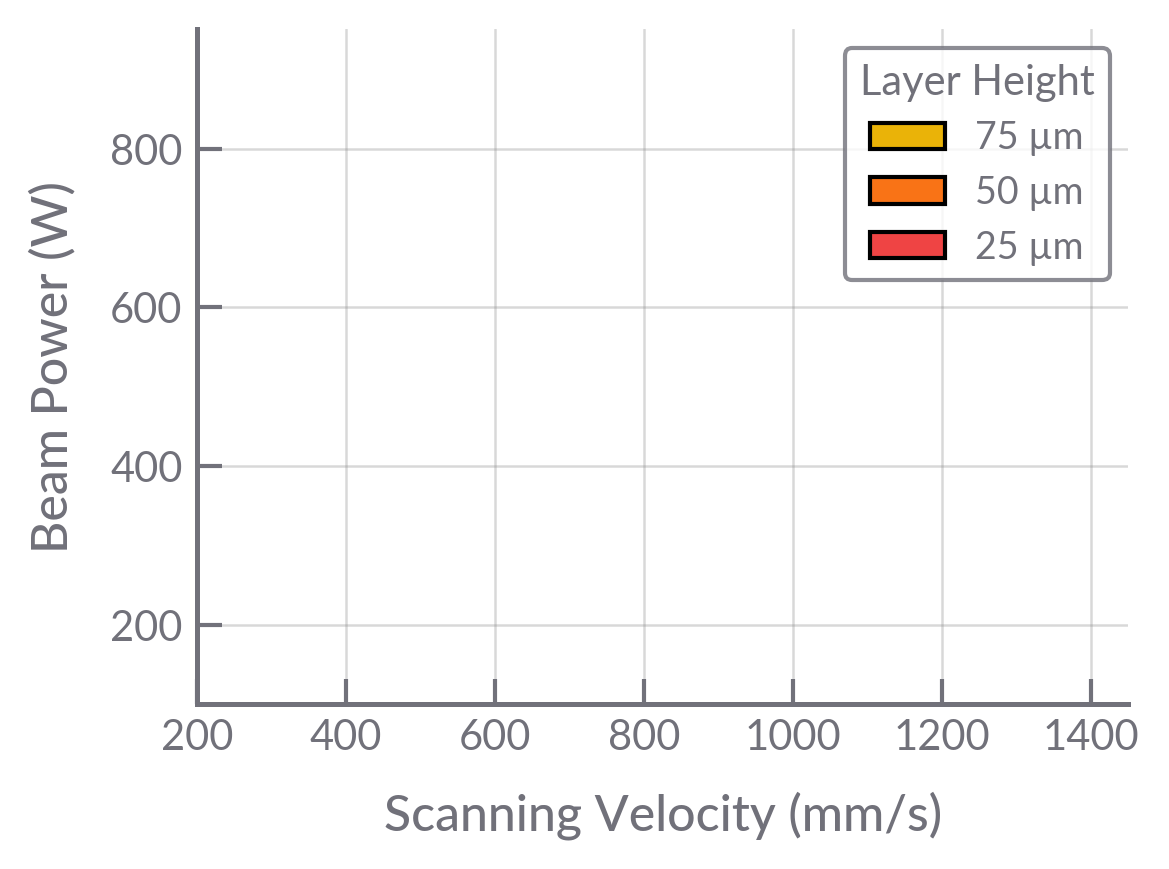 Layer Height
75 µm
50 µm
25 µm
Beam Power (W)
800
600
400
200
200 400 600 800 1000 1200 1400
Scanning Velocity (mm/s)